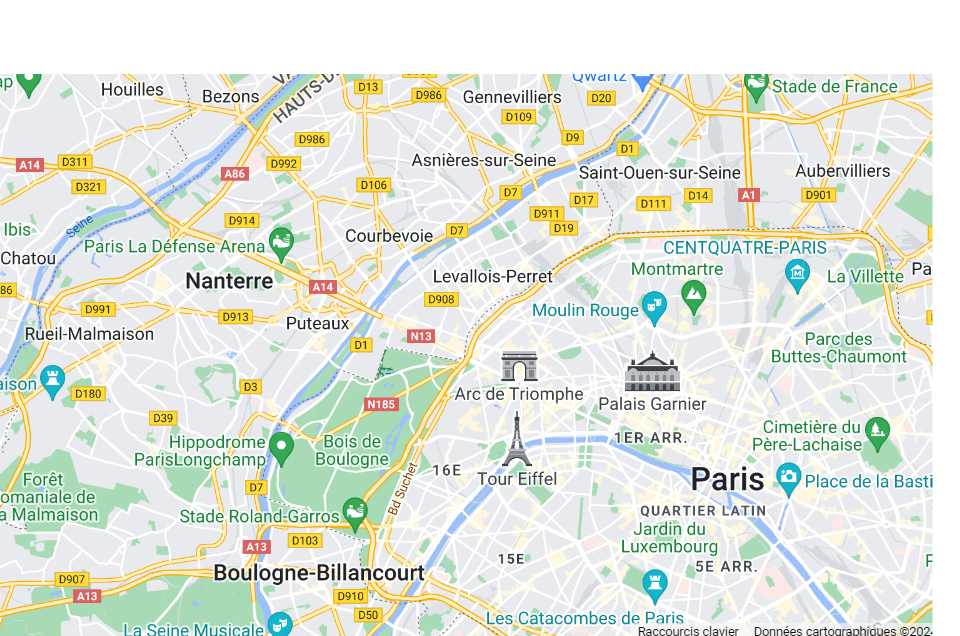 Qwartz
Houilles
Bezons
HAUTS-D
D13
D986
Gennevilliers
D20
Stade de France
D109
D986
D9
D1
A14
D311
D992
Asnières-sur-Seine
Saint-Ouen-sur-Seine
Aubervilliers
A86
D321
D106
D7
D17
D111
D14
A1
D901
Seine
D914
D911
D19
Ibis
Paris La Défense Arena
Courbevoie
D7
CENTQUATRE-PARIS
Chatou
Nanterre
A14
Levallois-Perret
Montmartre
La Villette
Pa
86
D991
D913
D908
Moulin Rouge
Rueil-Malmaison
Puteaux
N13
D1
Parc des
Buttes-Chaumont
aison
D180
D3
Arc de Triomphe
Palais Garnier
N185
D39
Hippodrome
ParisLongchamp
Bois de
Boulogne
1ER ARR.
Cimetière du
Père-Lachaise
16E
Tour Eiffel
Paris
Place de la Basti
Forêt
omaniale de
a Malmaison
D7
Bd Suchet
QUARTIER LATIN
Stade Roland-Garros
Jardin du
Luxembourg
A13
D103
15E
5E ARR.
D907
Boulogne-Billancourt
A13
D910
D50
Les Catacombes de Paris
La Seine Musicale
Raccourcis clavier
Données cartographiques ©202